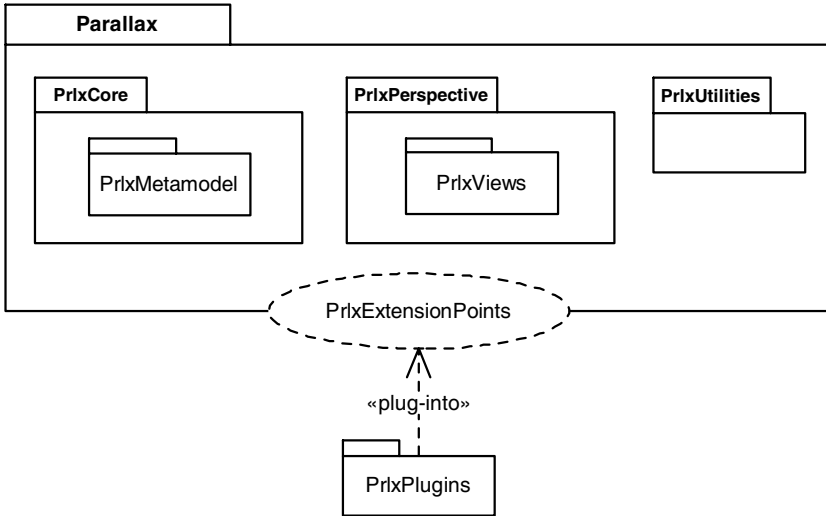 Parallax
PrlxCore
PrlxPerspective
PrlxUtilities
PrlxMetamodel
PrlxViews
PrlxExtensionPoints
«plug-into»
PrlxPlugins